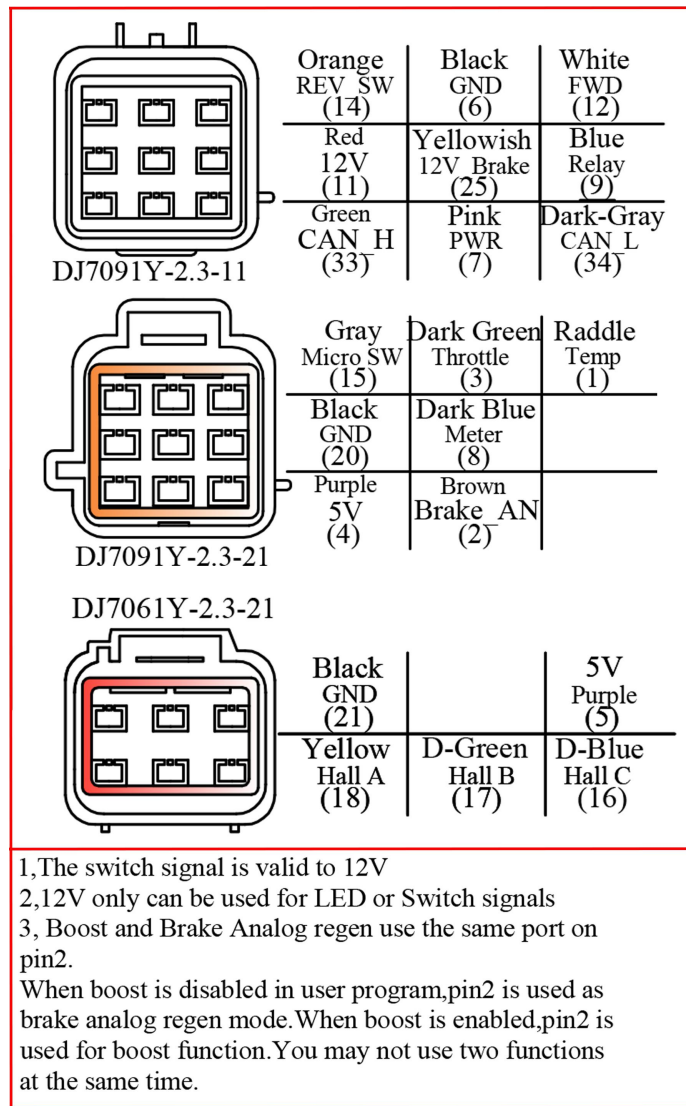 Orange Black White
REV_SW GND FWD
(14) (6) (12)
Red Yellowish Blue
12V 12V_Brake Relay
(11) (25) (9)
Green Pink Dark-Gray
CAN_H PWR CAN_L
(33) (7) (34)
DJ7091Y-2.3-11
Gray Dark Green Raddle
Micro SW Throttle Temp
(15) (3) (1)
Black Dark Blue
GND Meter
(20) (8)
Purple Brown
5V Brake_AN
(4) (2)
DJ7091Y-2.3-21
DJ7061Y-2.3-21
Black 5V
GND Purple
(21) (5)
Yellow D-Green D-Blue
Hall A Hall B Hall C
(18) (17) (16)
1,The switch signal is valid to 12V
2,12V only can be used for LED or Switch signals
3, Boost and Brake Analog regen use the same port on
pin2.
When boost is disabled in user program,pin2 is used as
brake analog regen mode.When boost is enabled,pin2 is
used for boost function.You may not use two functions
at the same time.